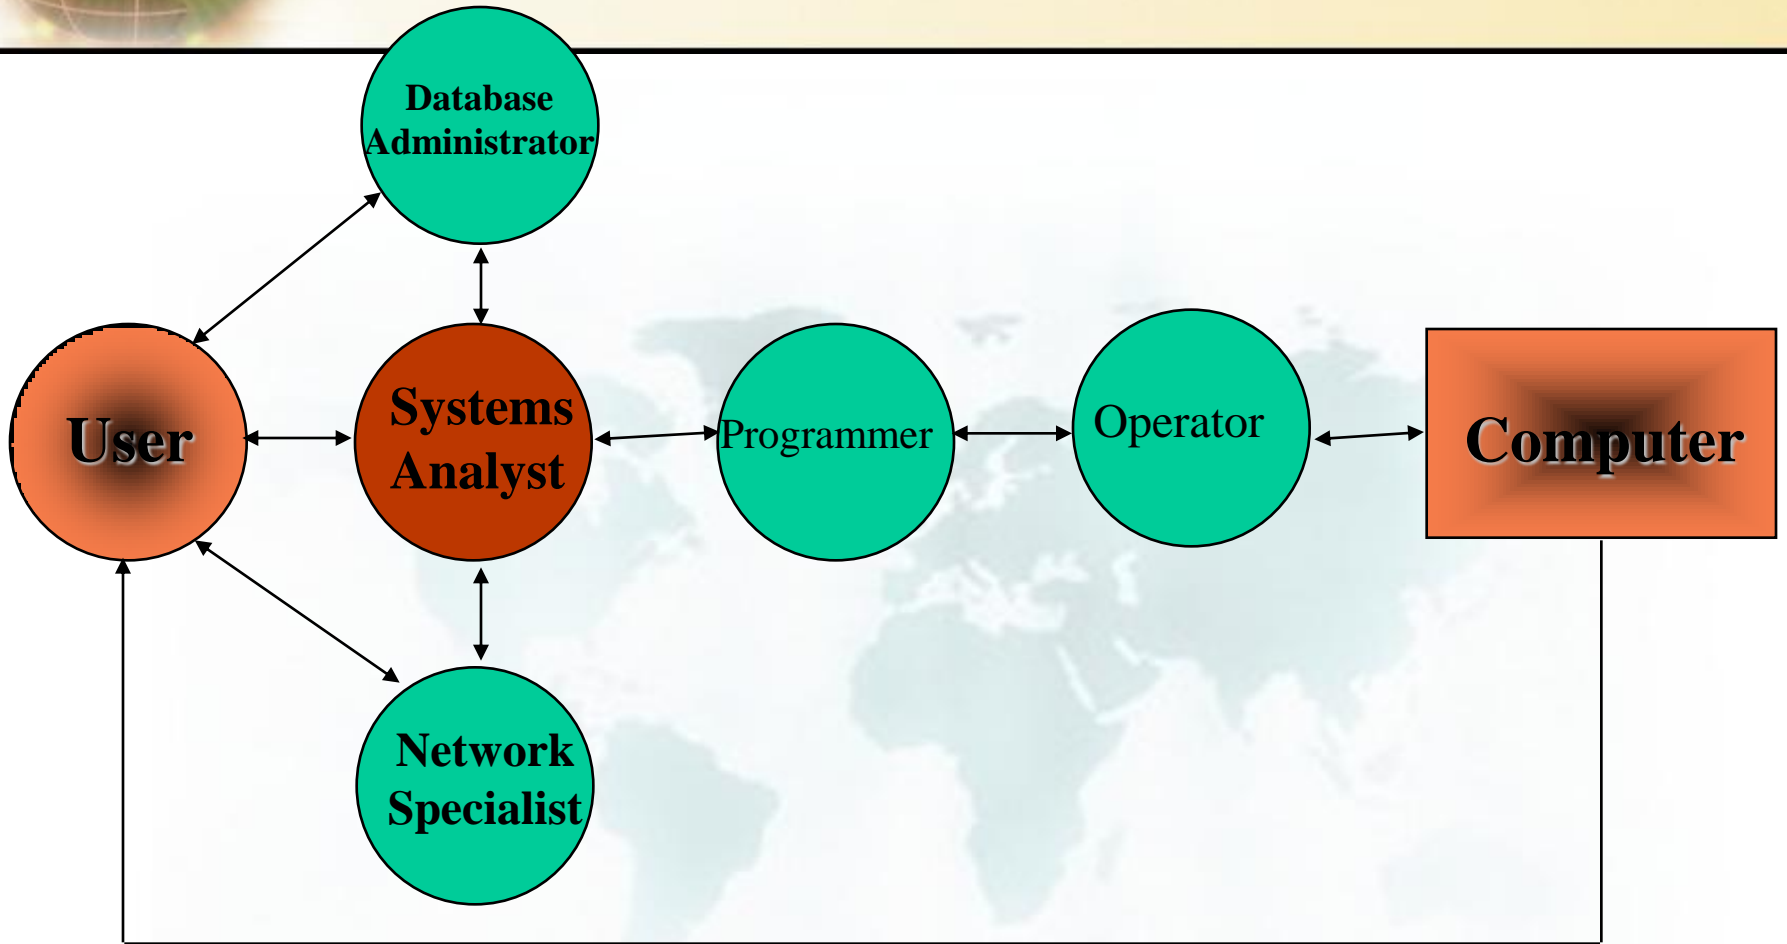 Database
Administrator
User
Systems
Analyst
Programmer
Operator
Computer
Network
Specialist